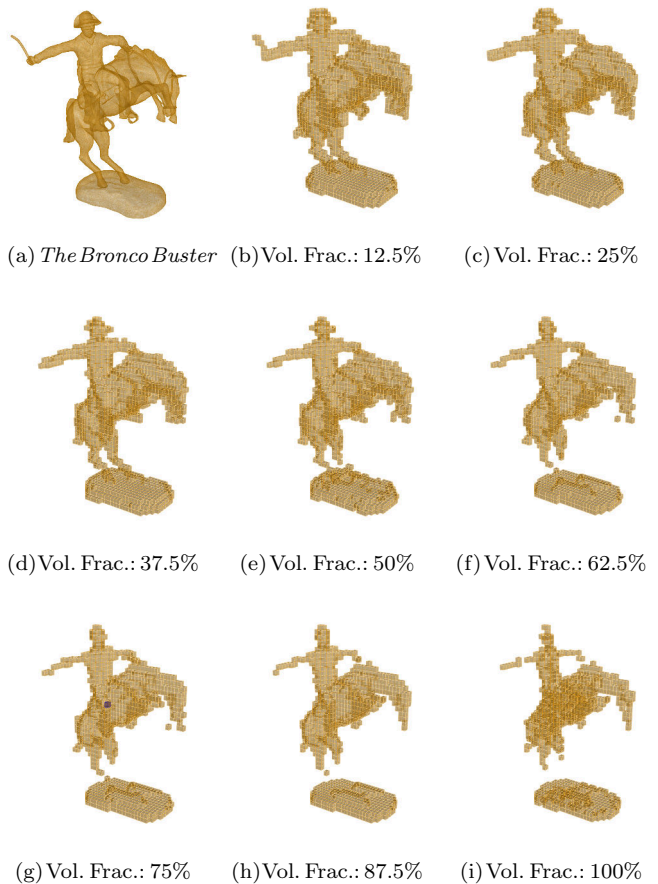 (a) The Bronco Buster (b) Vol. Frac.: 12.5% (c) Vol. Frac.: 25%
(d) Vol. Frac.: 37.5% (e) Vol. Frac.: 50% (f) Vol. Frac.: 62.5%
(g) Vol. Frac.: 75% (h) Vol. Frac.: 87.5% (i) Vol. Frac.: 100%